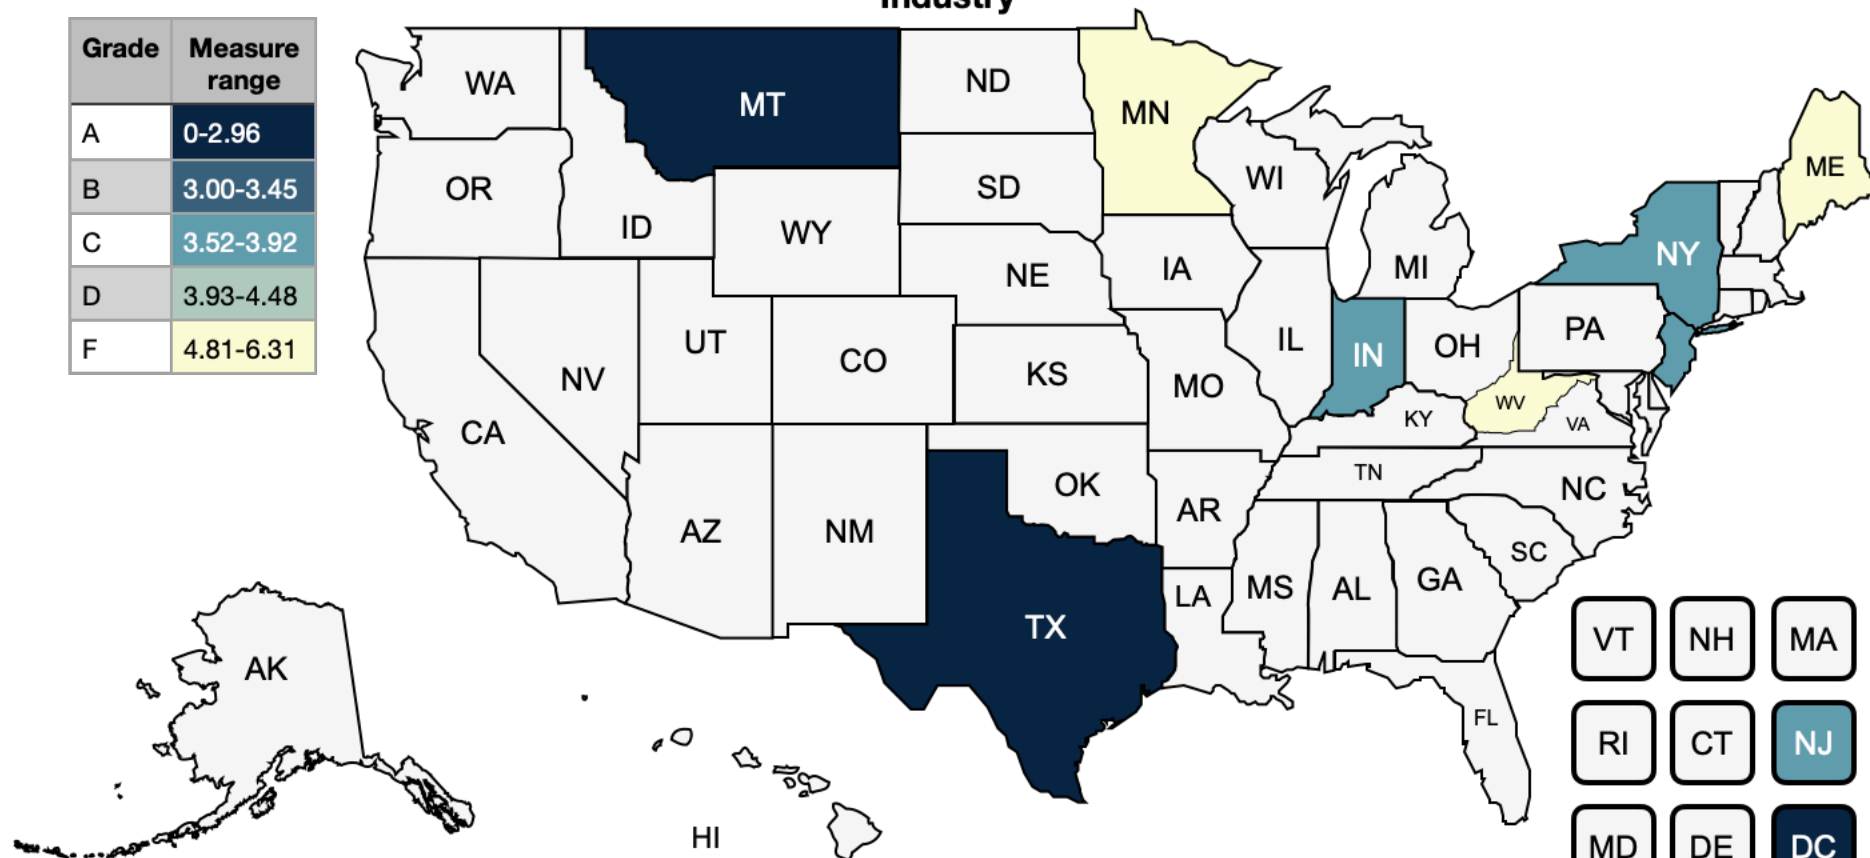 Industry
Grade Measure range
A 0-2.96
B 3.00-3.45
C 3.52-3.92
D 3.93-4.48
F 4.81-6.31
WA
MT
ND
MN
ME
OR
ID
WY
SD
WI
MI
NY
NV
UT
CO
NE
IA
IL
IN
OH
PA
CA
KS
MO
KY
WV
VA
AZ
NM
OK
AR
TN
NC
TX
LA
MS
AL
GA
SC
FL
AK
HI
VT NH MA
RI CT NJ
MD DE DC